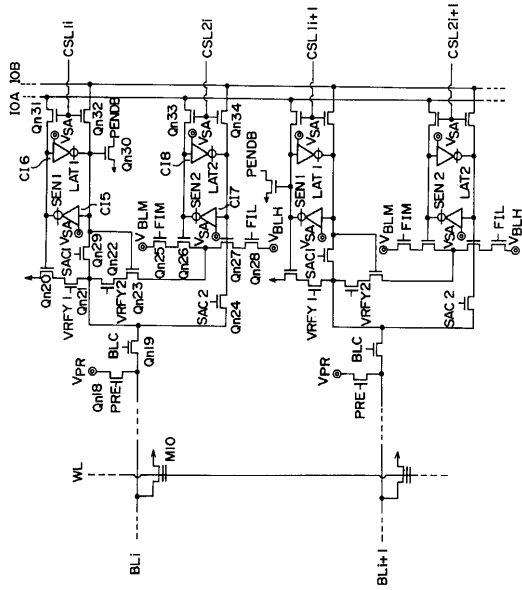 IOA IOB
Qn31
CSL1i
CI6
VSA
Qn32
SEN1
LAT1
PENDB
Qn30
CI5
VSA
Qn20
SAC1
Qn29
Qn21
VRFY1
Qn22
VRFY2
Qn23
VBLM
FIM
Qn25
Qn26
Qn33
CSL2i
CI8
VSA
Qn34
SEN2
LAT2
CI7
VSA
Qn27
FIL
Qn28
VBLH
SAC2
Qn24
BLC
Qn19
VPR
Qn18
PRE
WL
M10
BLi
PENDB
CSL1i+1
VSA
SEN1
LAT1
VSA
SAC1
VRFY1
VRFY2
VBLM
FIM
CSL2i+1
VSA
SEN2
LAT2
VSA
FIL
VBLH
SAC2
BLC
VPR
PRE
BLi+1